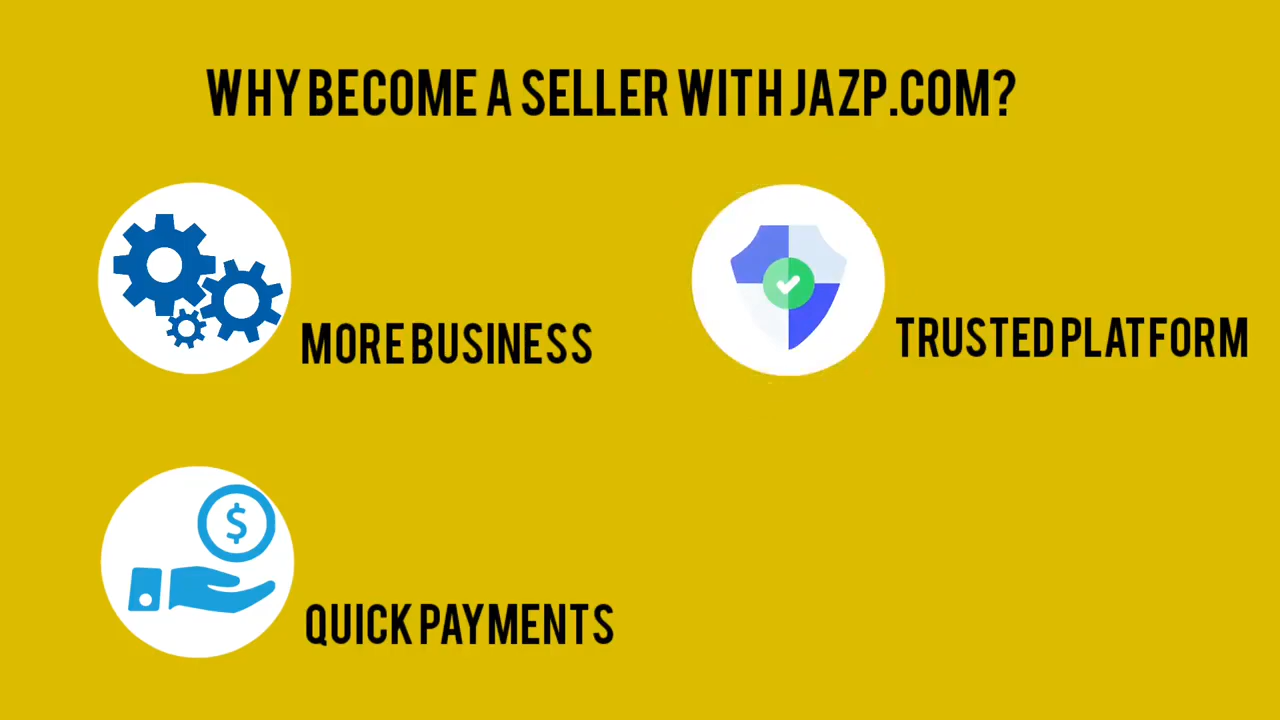 WHY BECOME A SELLER WITH JAZP.COM?
MORE BUSINESS
TRUSTED PLATFORM
$
QUICK PAYMENTS